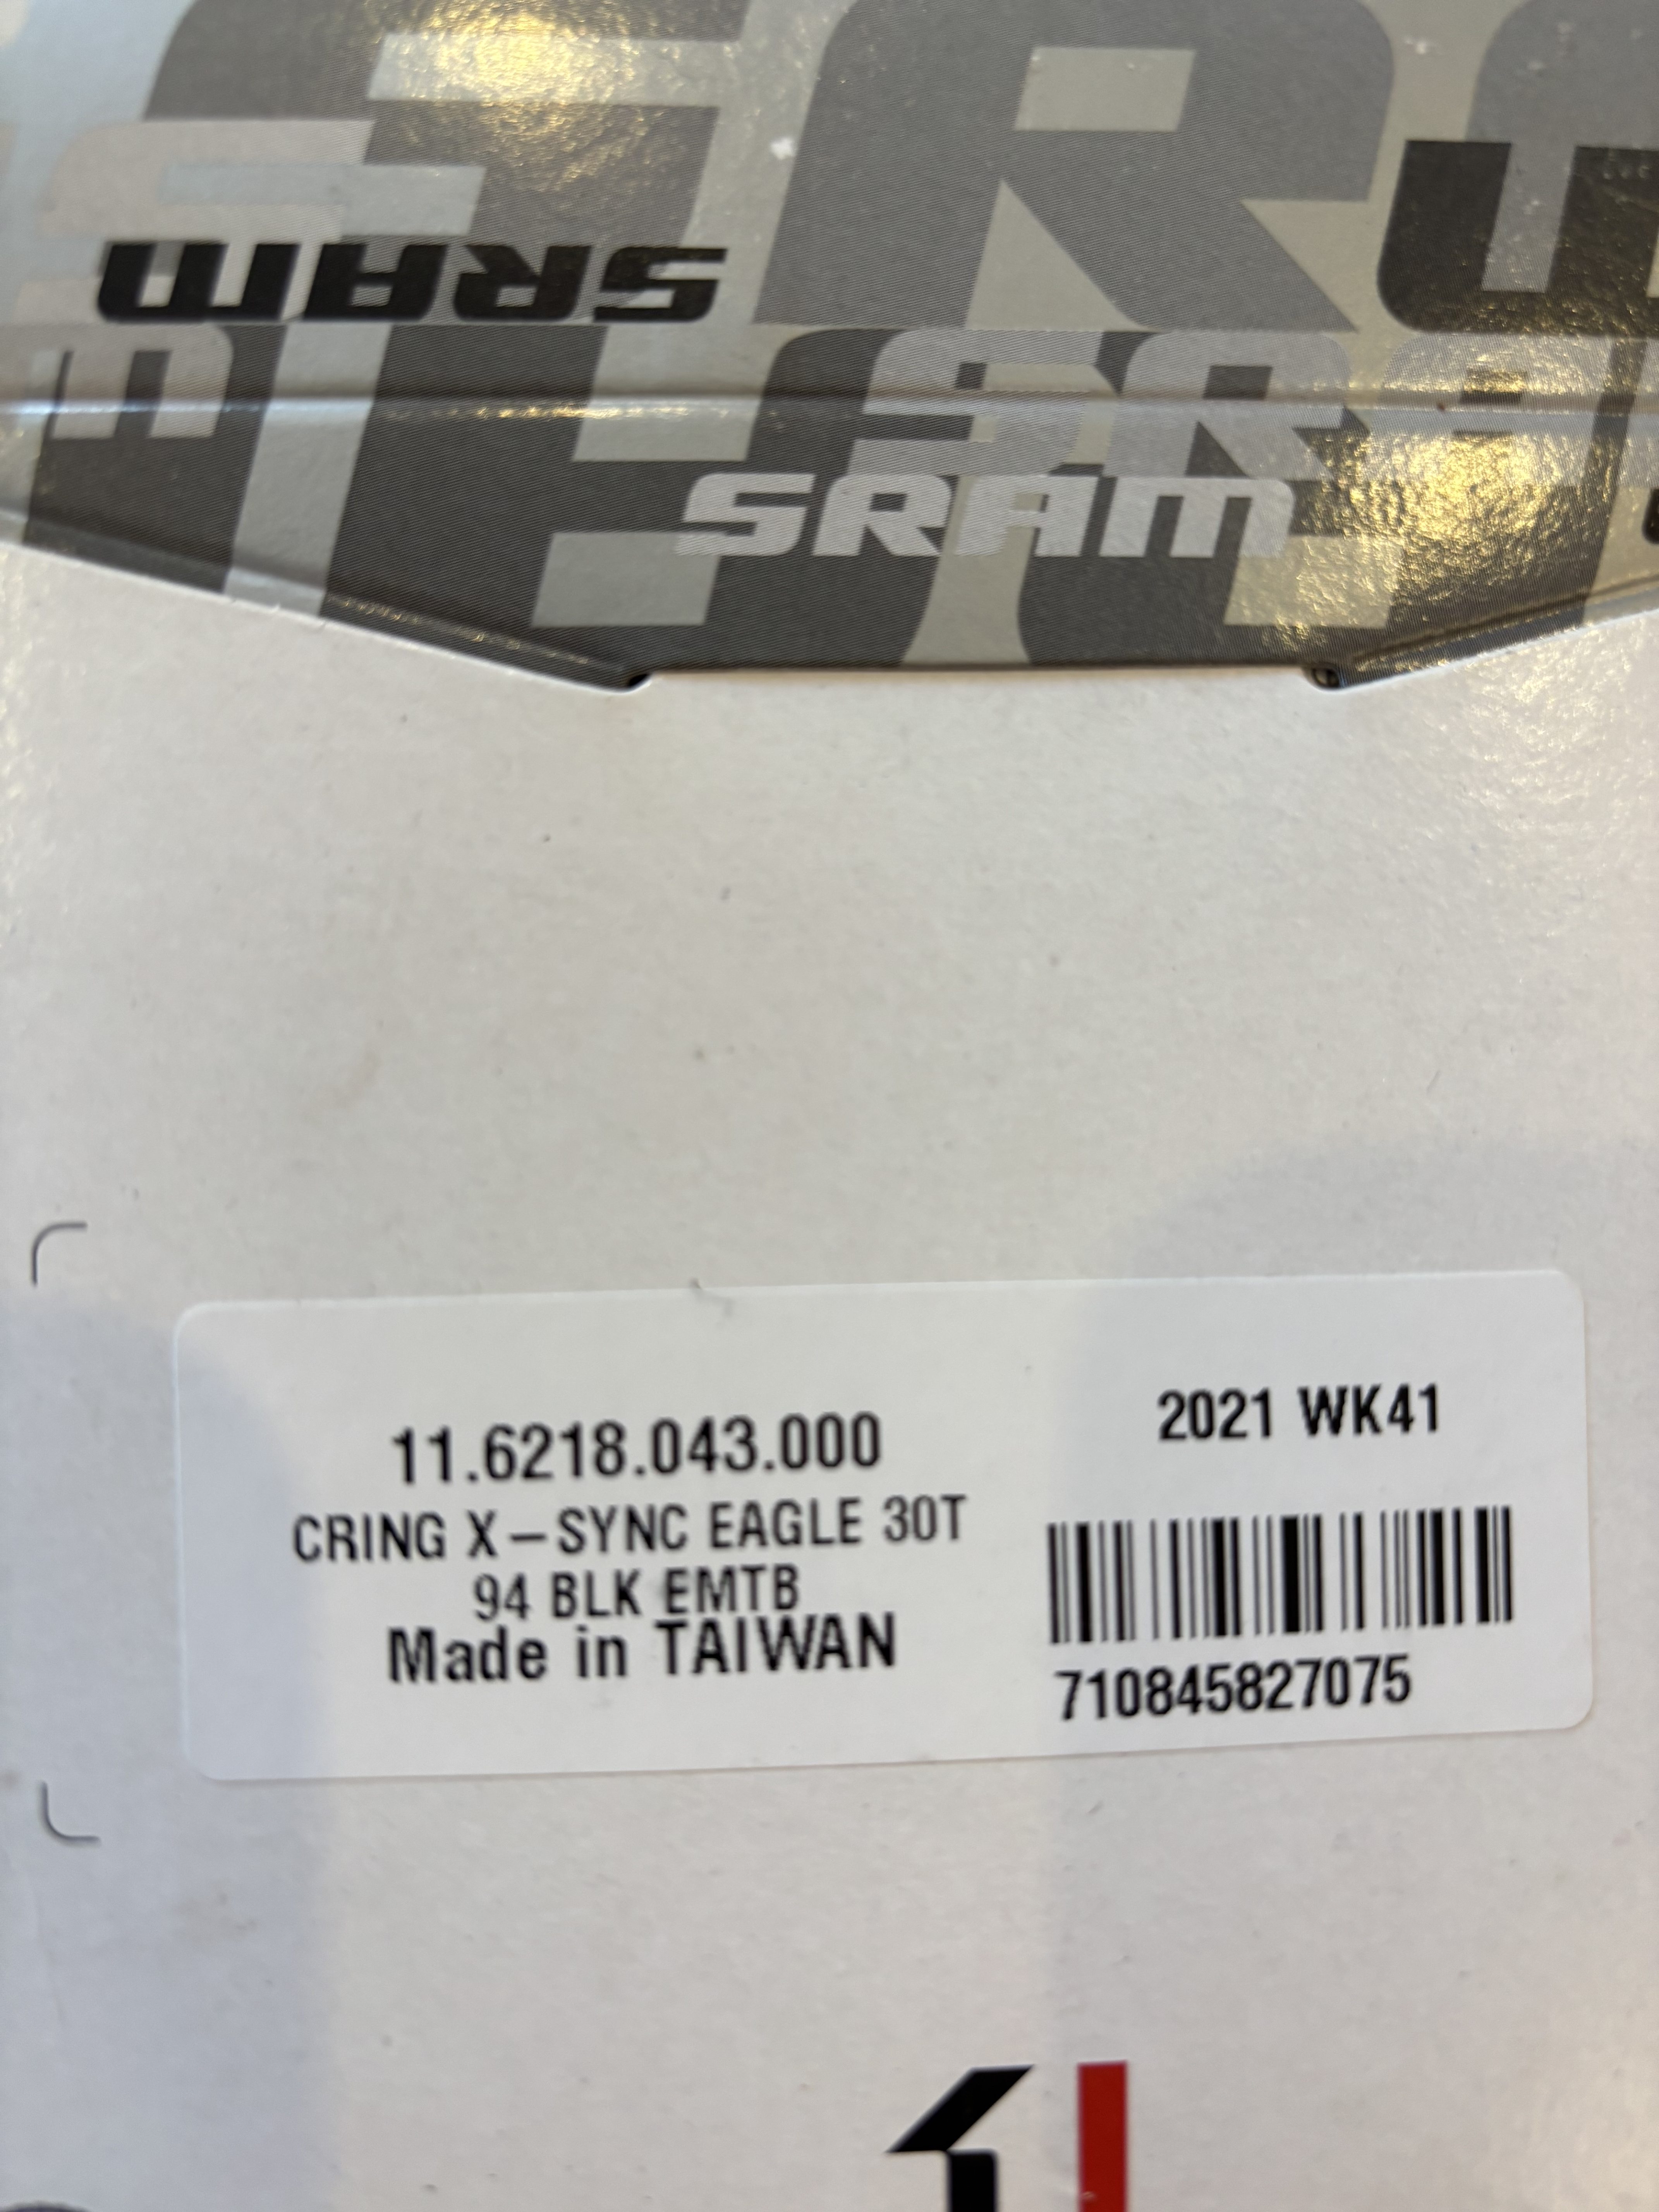 SRAM
SRAM
SRAM
11.6218.043.000
2021 WK41
CRING X-SYNC EAGLE 30T
94 BLK EMTB
Made in TAIWAN
710845827075